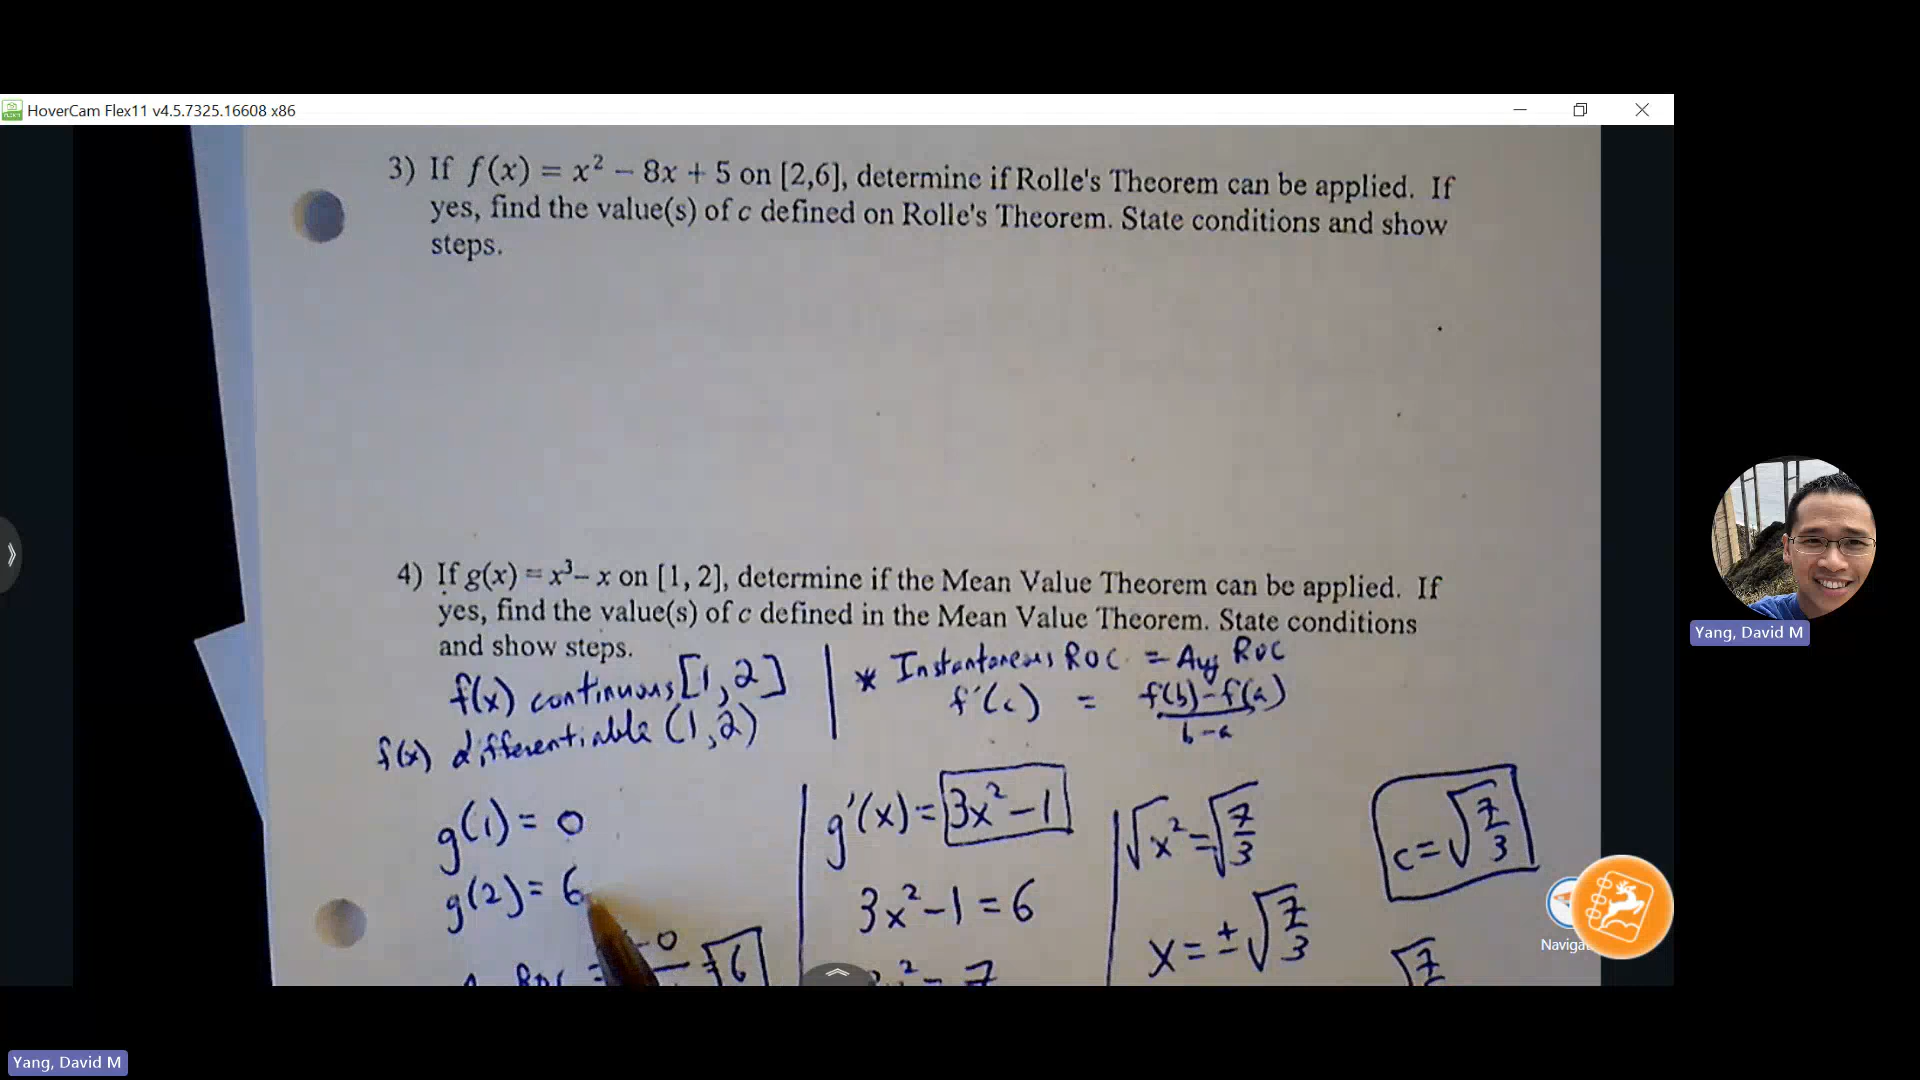 HoverCam Flex11 v4.5.7325.16608 x86
3) If f(x) = x² − 8x + 5 on [2,6], determine if Rolle's Theorem can be applied. If
yes, find the value(s) of c defined on Rolle's Theorem. State conditions and show
steps.
4) If g(x) = x³– x on [1, 2], determine if the Mean Value Theorem can be applied. If
yes, find the value(s) of c defined in the Mean Value Theorem. State conditions
and show steps.
f(x) continuous [1,2]
f(x) differentiable (1,2)
* Instantaneous ROC = Avg ROC
f'(c) = f(b)-f(a)
b-a
g(1) = 0
g(2) = 6
-0
= 6
g'(x) = 3x² - 1
3x² - 1 = 6
² = 7
√x² = √7/3
x = ± √7/3
c = √7/3
√7
Yang, David M
Yang, David M